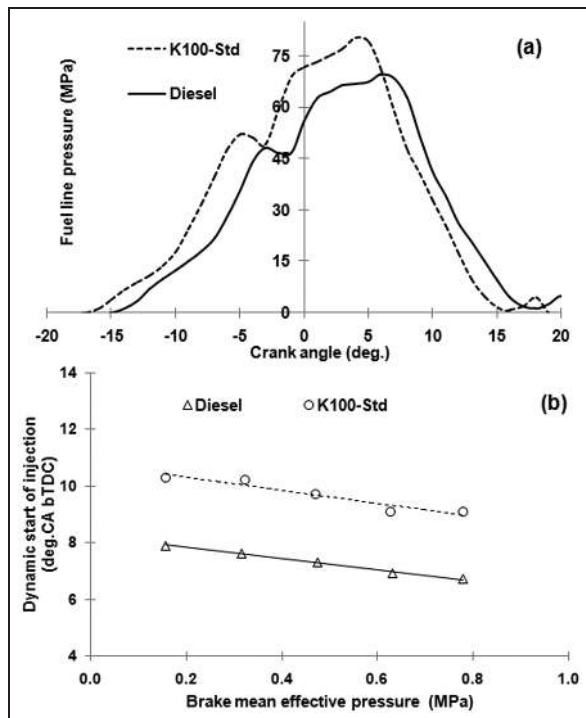 (a)
K100-Std
Diesel
Fuel line pressure (MPa)
75
60
45
30
15
0
-20 -15 -10 -5 0 5 10 15 20
Crank angle (deg.)
(b)
Diesel K100-Std
Dynamic start of injection
(deg.CA bTDC)
14
12
10
8
6
4
0.0 0.2 0.4 0.6 0.8 1.0
Brake mean effective pressure (MPa)